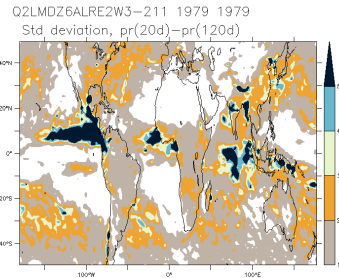 Q2LMDZ6ALRE2W3-211 1979 1979
Std deviation, pr(20d)-pr(120d)
40°N
20°N
0°
20°S
40°S
100°W 0° 100°E
5
4
3
2
1